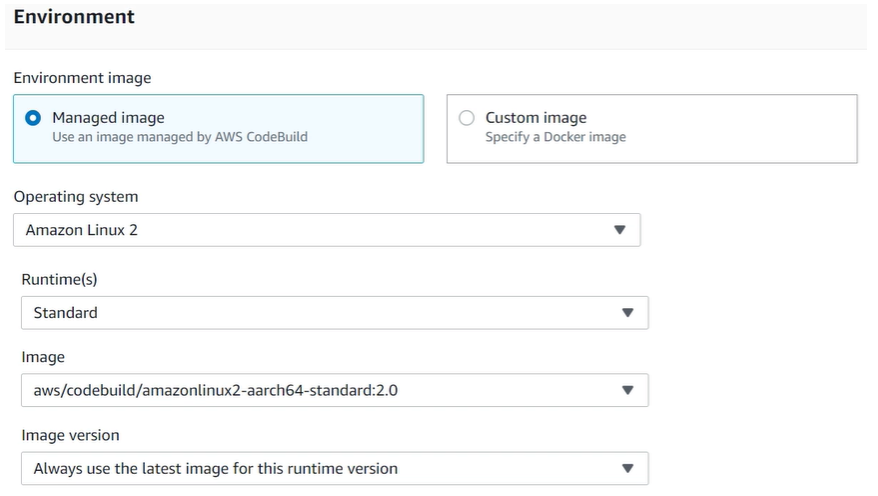 Environment
Environment image
Managed image
Use an image managed by AWS CodeBuild
Custom image
Specify a Docker image
Operating system
Amazon Linux 2
Runtime(s)
Standard
Image
aws/codebuild/amazonlinux2-aarch64-standard:2.0
Image version
Always use the latest image for this runtime version